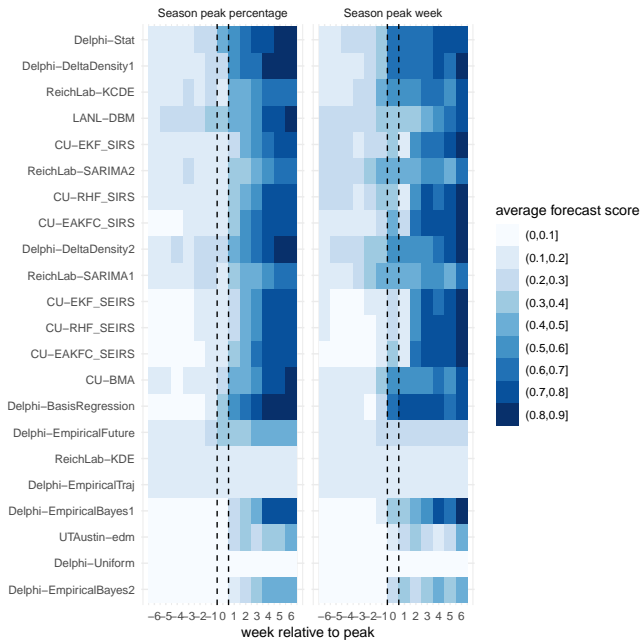 Season peak percentage
Season peak week
Delphi−Stat
Delphi−DeltaDensity1
ReichLab−KCDE
LANL−DBM
CU−EKF_SIRS
ReichLab−SARIMA2
CU−RHF_SIRS
CU−EAKFC_SIRS
Delphi−DeltaDensity2
ReichLab−SARIMA1
CU−EKF_SEIRS
CU−RHF_SEIRS
CU−EAKFC_SEIRS
CU−BMA
Delphi−BasisRegression
Delphi−EmpiricalFuture
ReichLab−KDE
Delphi−EmpiricalTraj
Delphi−EmpiricalBayes1
UTAustin−edm
Delphi−Uniform
Delphi−EmpiricalBayes2
−6−5−4−3−2−1 0 1 2 3 4 5 6
−6−5−4−3−2−1 0 1 2 3 4 5 6
week relative to peak
average forecast score
(0,0.1]
(0.1,0.2]
(0.2,0.3]
(0.3,0.4]
(0.4,0.5]
(0.5,0.6]
(0.6,0.7]
(0.7,0.8]
(0.8,0.9]